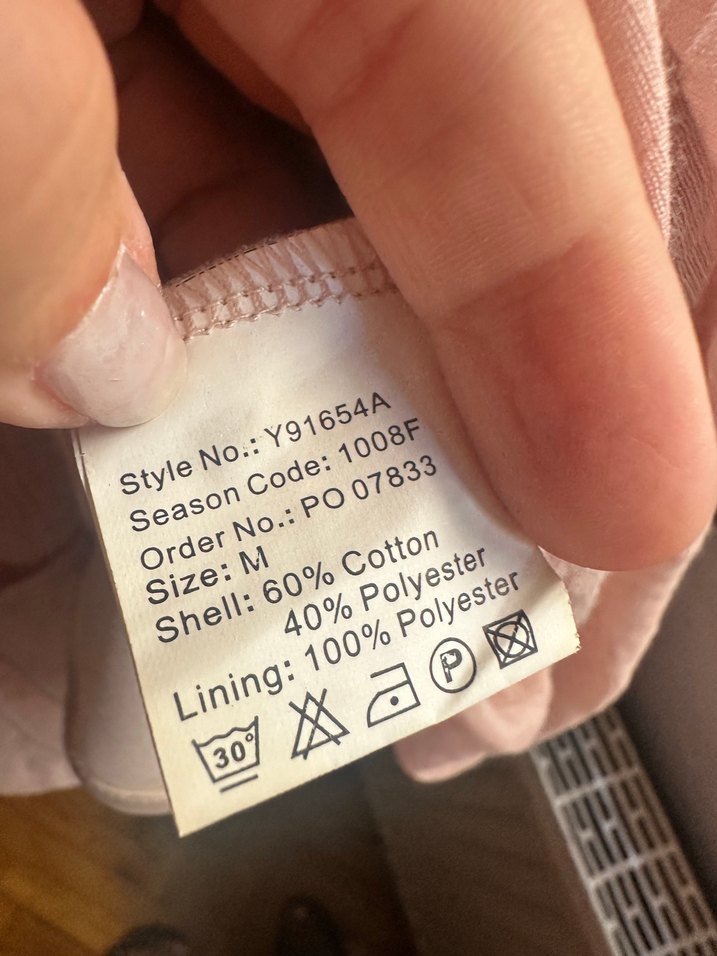 Style No.: Y91654A
Season Code: 1008F
Order No.: PO 07833
Size: M
Shell: 60% Cotton
40% Polyester
Lining: 100% Polyester
30° P